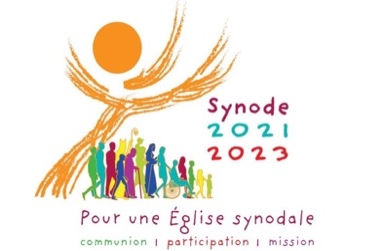 Synode
2021
2023
Pour une Église synodale
communion | participation | mission